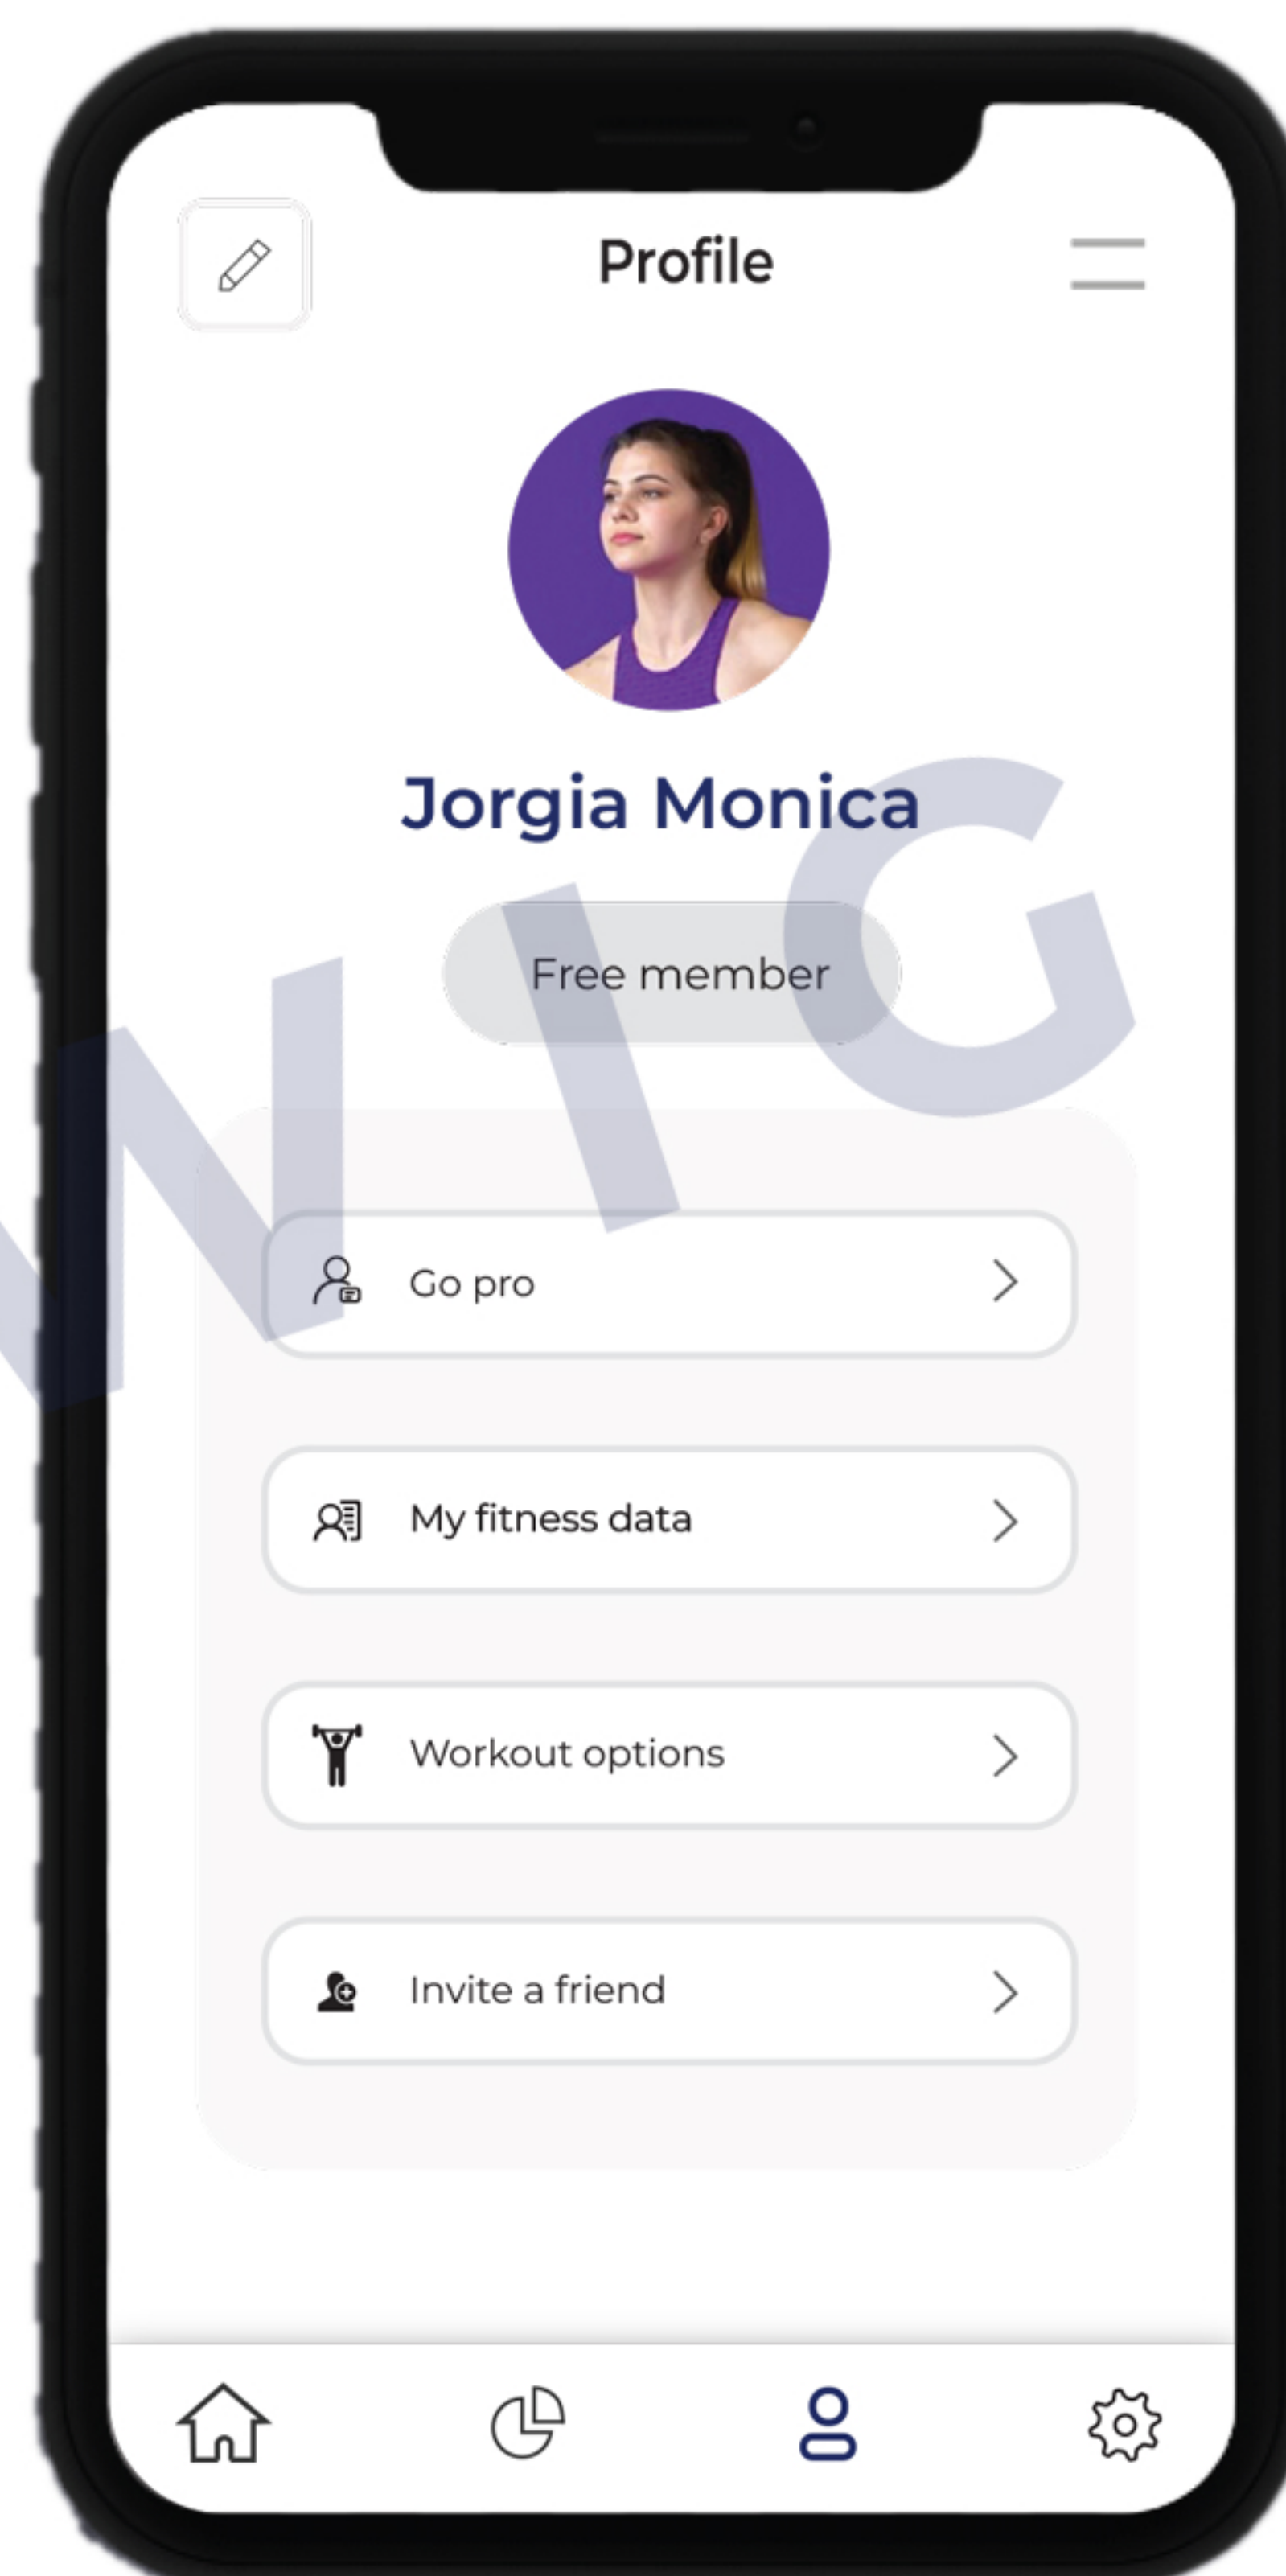 Profile
Jorgia Monica
Free member
Go pro
My fitness data
Workout options
Invite a friend
W I G